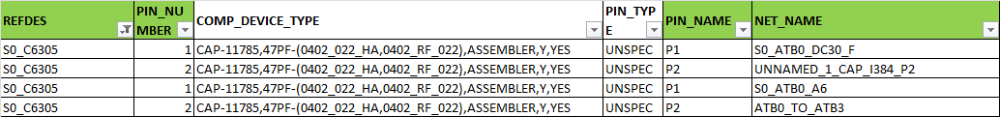 REFDES PIN_NUMBER COMP_DEVICE_TYPE PIN_TYPE PIN_NAME NET_NAME
S0_C6305 1 CAP-11785,47PF-(0402_022_HA,0402_RF_022),ASSEMBLER,Y,YES UNSPEC P1 S0_ATB0_DC30_F
S0_C6305 2 CAP-11785,47PF-(0402_022_HA,0402_RF_022),ASSEMBLER,Y,YES UNSPEC P2 UNNAMED_1_CAP_I384_P2
S0_C6305 1 CAP-11785,47PF-(0402_022_HA,0402_RF_022),ASSEMBLER,Y,YES UNSPEC P1 S0_ATB0_A6
S0_C6305 2 CAP-11785,47PF-(0402_022_HA,0402_RF_022),ASSEMBLER,Y,YES UNSPEC P2 ATB0_TO_ATB3